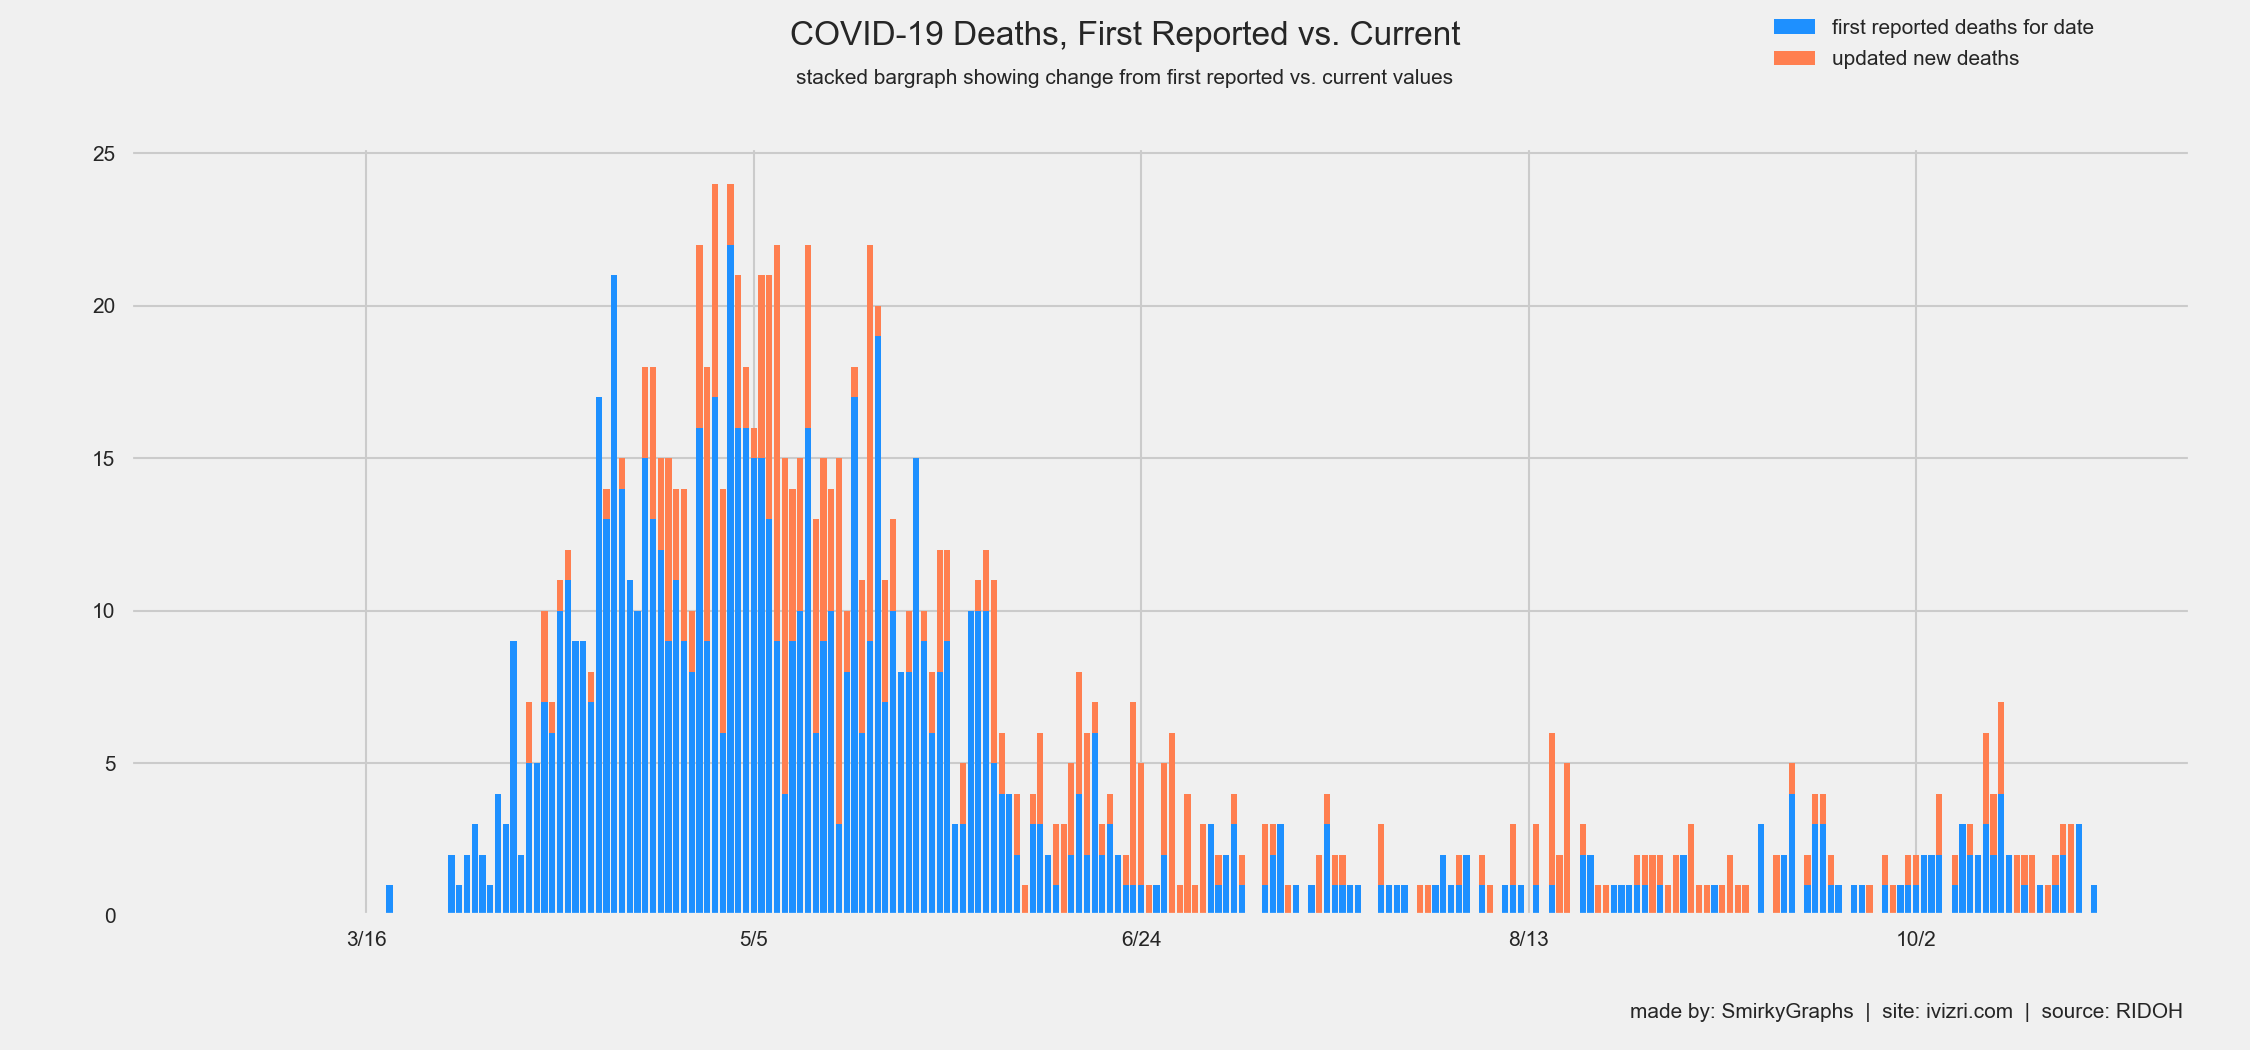 COVID-19 Deaths, First Reported vs. Current
stacked bargraph showing change from first reported vs. current values
first reported deaths for date
updated new deaths
25
20
15
10
5
0
3/16 5/5 6/24 8/13 10/2
made by: SmirkyGraphs | site: ivizri.com | source: RIDOH